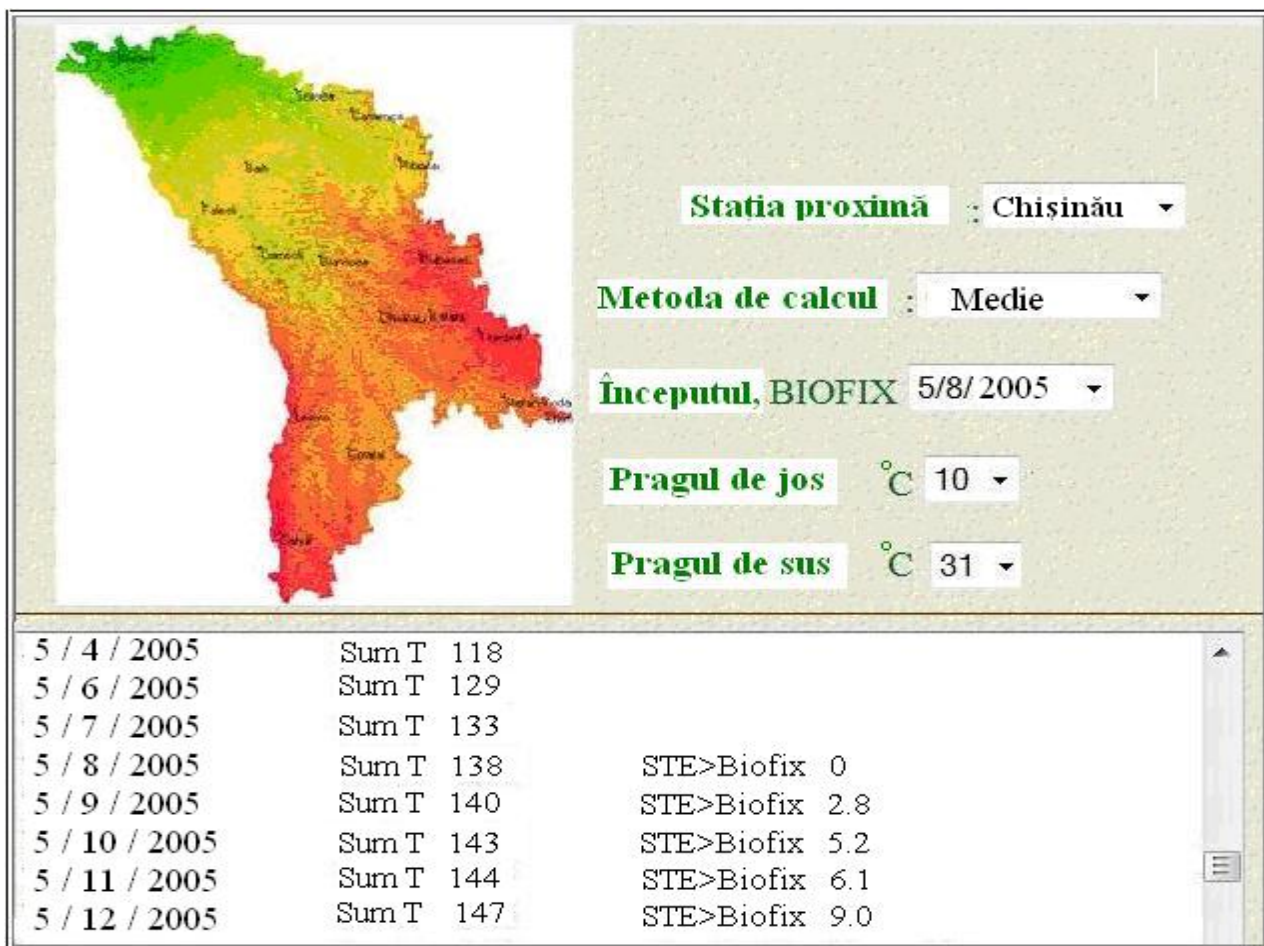 Stația proximă : Chișinău
Metoda de calcul : Medie
Începutul, BIOFIX 5/8/ 2005
Pragul de jos °C 10
Pragul de sus °C 31
5 / 4 / 2005 Sum T 118
5 / 6 / 2005 Sum T 129
5 / 7 / 2005 Sum T 133
5 / 8 / 2005 Sum T 138 STE>Biofix 0
5 / 9 / 2005 Sum T 140 STE>Biofix 2.8
5 / 10 / 2005 Sum T 143 STE>Biofix 5.2
5 / 11 / 2005 Sum T 144 STE>Biofix 6.1
5 / 12 / 2005 Sum T 147 STE>Biofix 9.0